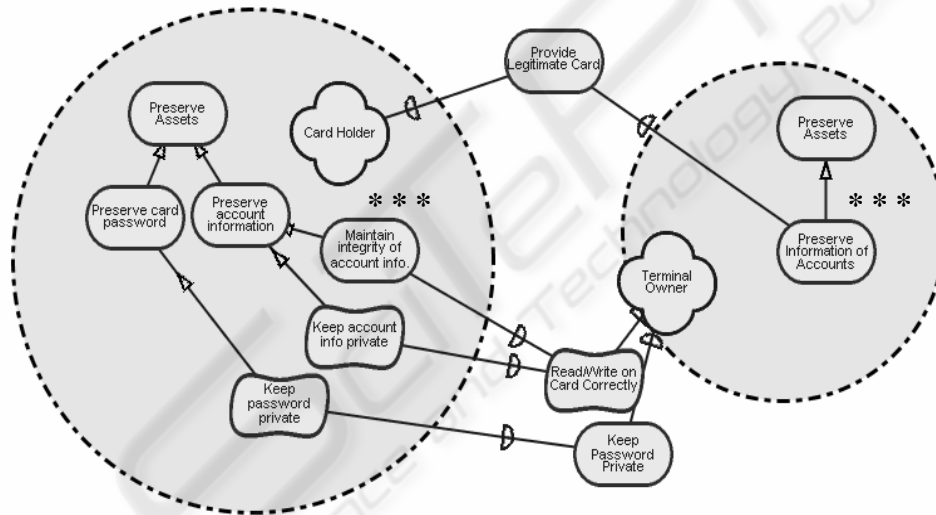 Provide
Legitimate Card
Preserve
Assets
Card Holder
Preserve
Assets
Preserve card
password
Preserve
account
information
* * *
Maintain
integrity of
account info.
* * *
Preserve
Information of
Accounts
Terminal
Owner
Keep account
info private
Read/Write on
Card Correctly
Keep
password
private
Keep
Password
Private